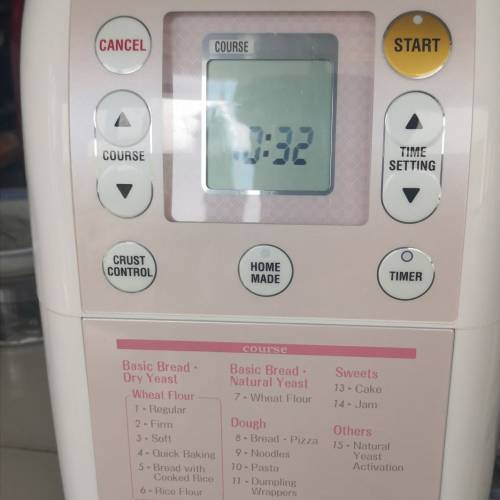 CANCEL
COURSE
START
COURSE
:32
TIME
SETTING
CRUST
CONTROL
HOME
MADE
TIMER
course
Basic Bread・
Dry Yeast
Wheat Flour
1・Regular
2・Firm
3・Soft
4・Quick Baking
5・Bread with
Cooked Rice
6・Rice Flour
Basic Bread・
Natural Yeast
7・Wheat Flour
Dough
8・Bread・Pizza
9・Noodles
10・Pasta
11・Dumpling
Wrappers
Sweets
13・Cake
14・Jam
Others
15・Natural
Yeast
Activation